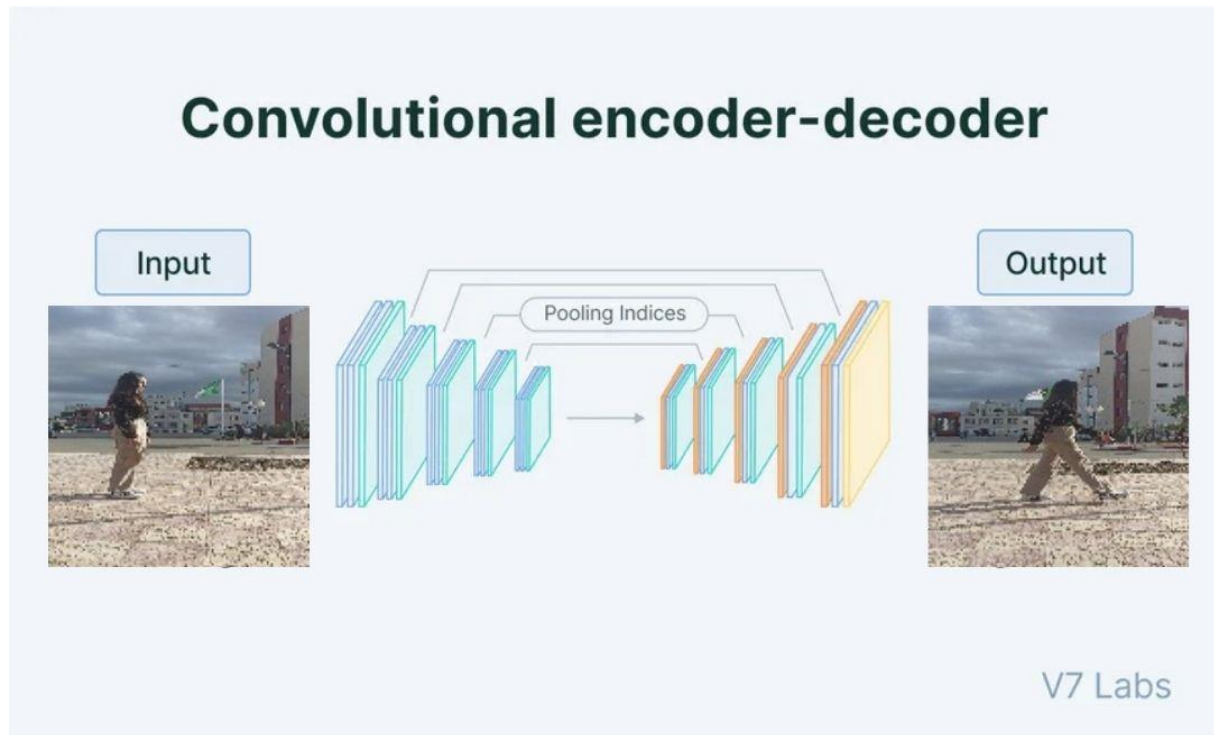 Convolutional encoder-decoder
Input
Output
Pooling Indices
V7 Labs